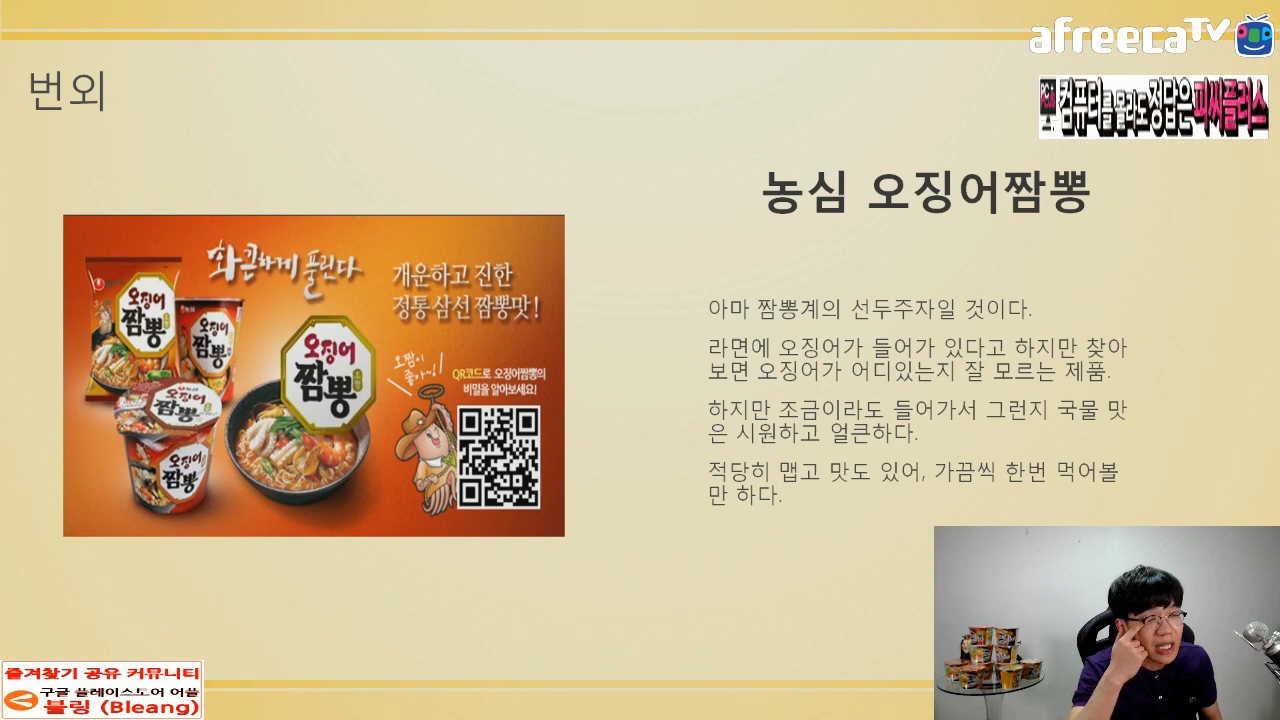 afreecaTV
번외
컴퓨터를 몰라도 정답은 피씨플러스
농심 오징어짬뽕
화끈하게 풀린다
개운하고 진한
정통 삼선 짬뽕맛!
오징어
짬뽕
오징어
짬뽕
오징어
짬뽕
짬뽕
오징어
짬뽕
오짬이
좋아~!
QR코드로 오징어짬뽕의
비밀을 알아보세요!
아마 짬뽕계의 선두주자일 것이다.
라면에 오징어가 들어가 있다고 하지만 찾아
보면 오징어가 어디있는지 잘 모르는 제품.
하지만 조금이라도 들어가서 그런지 국물 맛
은 시원하고 얼큰하다.
적당히 맵고 맛도 있어, 가끔씩 한번 먹어볼
만 하다.
즐겨찾기 공유 커뮤니티
구글 플레이스토어 어플
블링 (Bleang)